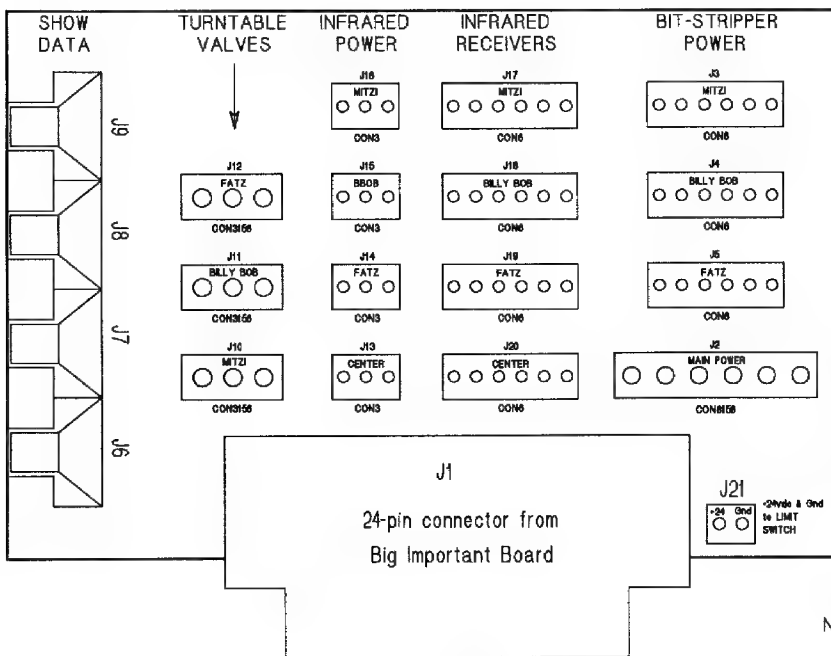 SHOW
DATA
TURNTABLE
VALVES
INFRARED
POWER
INFRARED
RECEIVERS
BIT-STRIPPER
POWER
J9
J8
J7
J6
J12
FATZ
CON3156
J11
BILLY BOB
CON3156
J10
MITZI
CON3156
J16
MITZI
CON3
J15
BBOB
CON3
J14
FATZ
CON3
J13
CENTER
CON3
J17
MITZI
CON6
J18
BILLY BOB
CON6
J19
FATZ
CON6
J20
CENTER
CON6
J3
MITZI
CON6
J4
BILLY BOB
CON6
J5
FATZ
CON6
J2
MAIN POWER
CON6156
J1
24-pin connector from
Big Important Board
J21
+24 Gnd
+24vdc & Gnd
to LIMIT
SWITCH
N